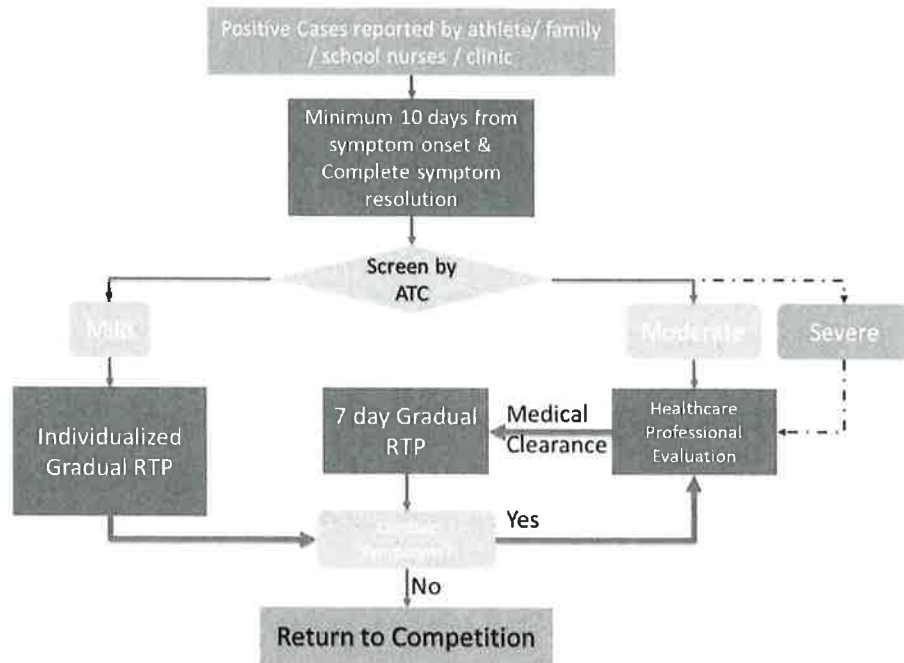 Positive Cases reported by athlete/ family
/ school nurses / clinic
Minimum 10 days from
symptom onset &
Complete symptom
resolution
Screen by
ATC
Mild
Moderate
Severe
Individualized
Gradual RTP
7 day Gradual
RTP
Medical
Clearance
Healthcare
Professional
Evaluation
Symptoms?
Yes
No
Return to Competition